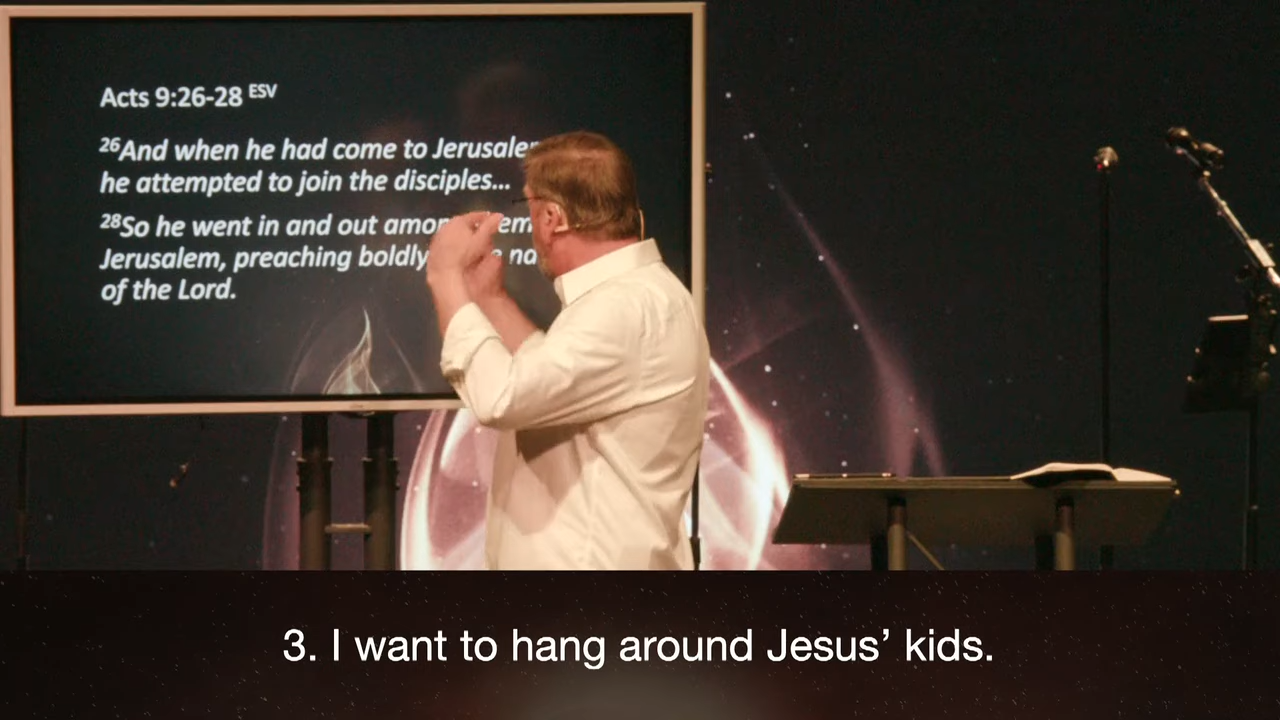 Acts 9:26-28 ESV
26And when he had come to Jerusalem
he attempted to join the disciples...
28So he went in and out
Jerusalem, preaching boldly
of the Lord.
3. I want to hang around Jesus’ kids.